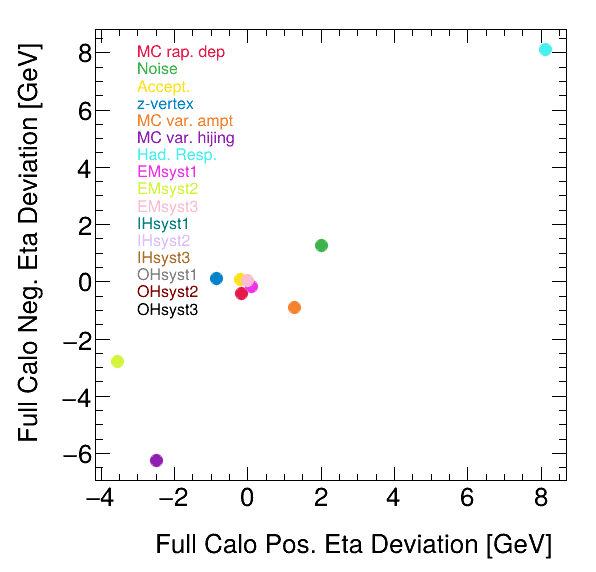 Full Calo Neg. Eta Deviation [GeV]
8
6
4
2
0
−2
−4
−6
MC rap. dep
Noise
Accept.
z-vertex
MC var. ampt
MC var. hijing
Had. Resp.
EMsyst1
EMsyst2
EMsyst3
IHsyst1
IHsyst2
IHsyst3
OHsyst1
OHsyst2
OHsyst3
−4 −2 0 2 4 6 8
Full Calo Pos. Eta Deviation [GeV]